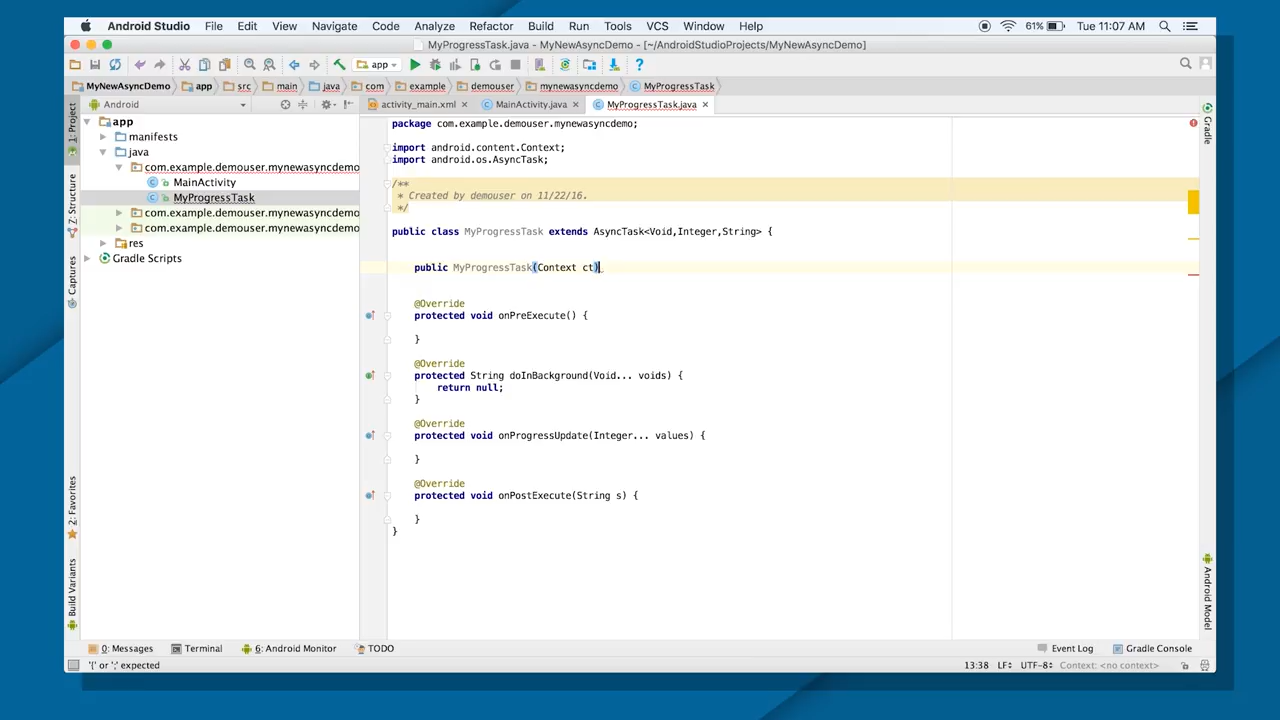 Android Studio File Edit View Navigate Code Analyze Refactor Build Run Tools VCS Window Help 61% Tue 11:07 AM
MyProgressTask.java - MyNewAsyncDemo - [~/AndroidStudioProjects/MyNewAsyncDemo]
app
MyNewAsyncDemo app src main java com example demouser mynewasyncdemo MyProgressTask
Android activity_main.xml MainActivity.java MyProgressTask.java
1: Project
Z: Structure
Captures
2: Favorites
Build Variants
app
manifests
java
com.example.demouser.mynewasyncdemo
MainActivity
MyProgressTask
com.example.demouser.mynewasyncdemo
com.example.demouser.mynewasyncdemo
res
Gradle Scripts
package com.example.demouser.mynewasyncdemo;
import android.content.Context;
import android.os.AsyncTask;
/**
* Created by demouser on 11/22/16.
*/
public class MyProgressTask extends AsyncTask<Void,Integer,String> {
public MyProgressTask(Context ct)
@Override
protected void onPreExecute() {
}
@Override
protected String doInBackground(Void... voids) {
return null;
}
@Override
protected void onProgressUpdate(Integer... values) {
}
@Override
protected void onPostExecute(String s) {
}
}
Gradle
Android Model
0: Messages Terminal 6: Android Monitor TODO Event Log Gradle Console
'{' or ';' expected 13:38 LF UTF-8 Context: <no context>